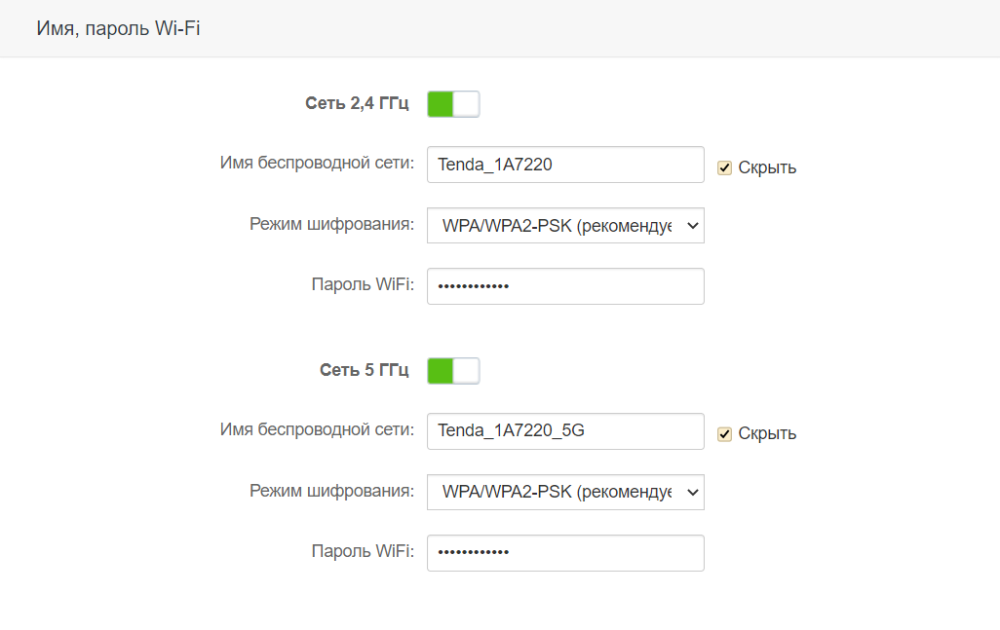 Имя, пароль Wi-Fi
Сеть 2,4 ГГц
Имя беспроводной сети: Tenda_1A7220 Скрыть
Режим шифрования: WPA/WPA2-PSK (рекомендуе
Пароль WiFi: ••••••••••••
Сеть 5 ГГц
Имя беспроводной сети: Tenda_1A7220_5G Скрыть
Режим шифрования: WPA/WPA2-PSK (рекомендуе
Пароль WiFi: ••••••••••••